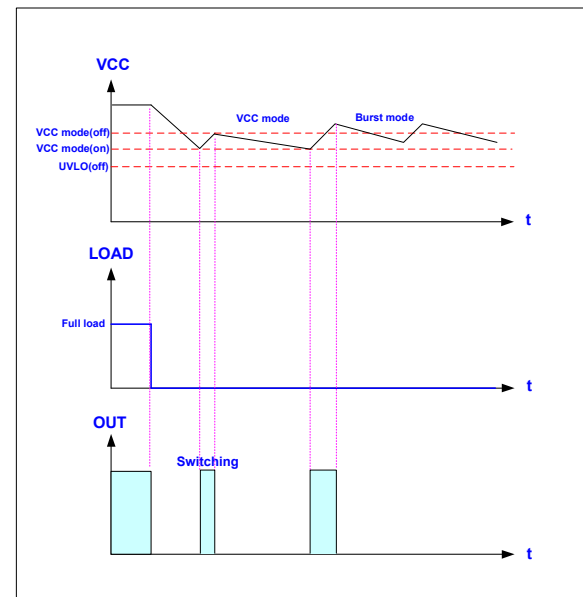 VCC
VCC mode
Burst mode
VCC mode(off)
VCC mode(on)
UVLO(off)
t
LOAD
Full load
t
OUT
Switching
t